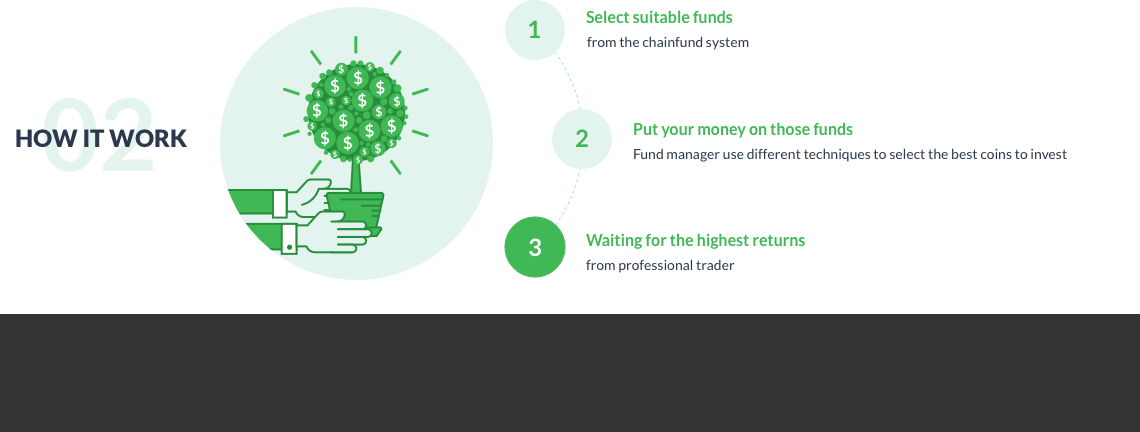 02
HOW IT WORK
1
Select suitable funds
from the chainfund system
2
Put your money on those funds
Fund manager use different techniques to select the best coins to invest
3
Waiting for the highest returns
from professional trader